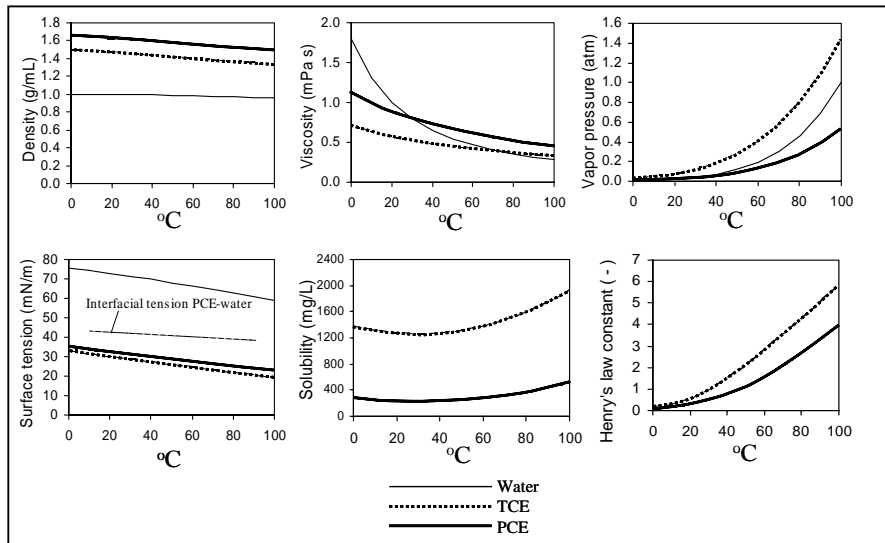 Density (g/mL)
1.8
1.6
1.4
1.2
1.0
0.8
0.6
0.4
0.2
0.0
0 20 40 60 80 100
°C
Viscosity (mPa s)
2.0
1.5
1.0
0.5
0.0
0 20 40 60 80 100
°C
Vapor pressure (atm)
1.6
1.4
1.2
1.0
0.8
0.6
0.4
0.2
0.0
0 20 40 60 80 100
°C
Surface tension (mN/m)
80
70
60
50
40
30
20
10
0
Interfacial tension PCE-water
0 20 40 60 80 100
°C
Solubility (mg/L)
2400
2000
1600
1200
800
400
0
0 20 40 60 80 100
°C
Henry's law constant ( - )
7
6
5
4
3
2
1
0
0 20 40 60 80 100
°C
Water
TCE
PCE